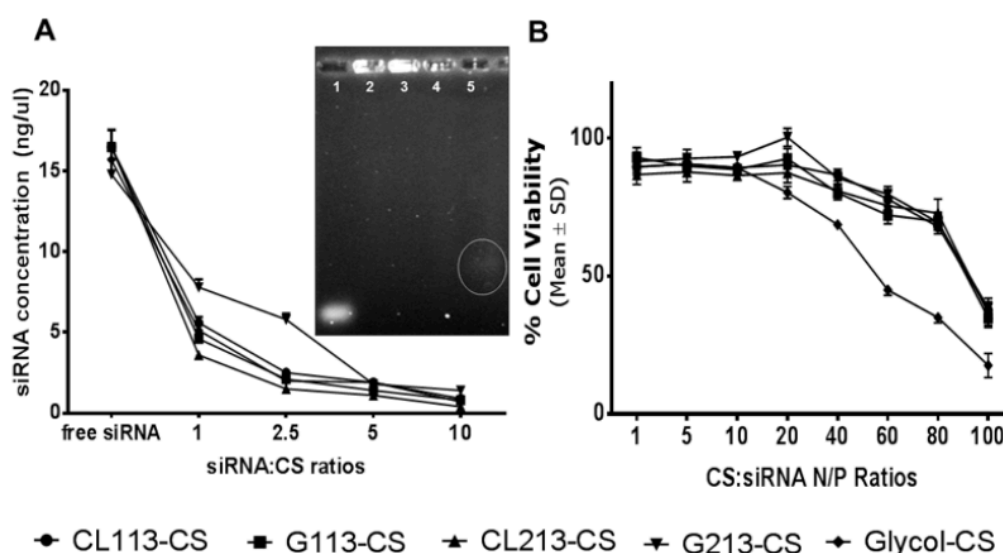 A
siRNA concentration (ng/ul)
20
15
10
5
0
free siRNA 1 2.5 5 10
siRNA:CS ratios
1 2 3 4 5
B
% Cell Viability
(Mean ± SD)
100
50
0
1 5 10 20 40 60 80 100
CS:siRNA N/P Ratios
CL113-CS G113-CS CL213-CS G213-CS Glycol-CS